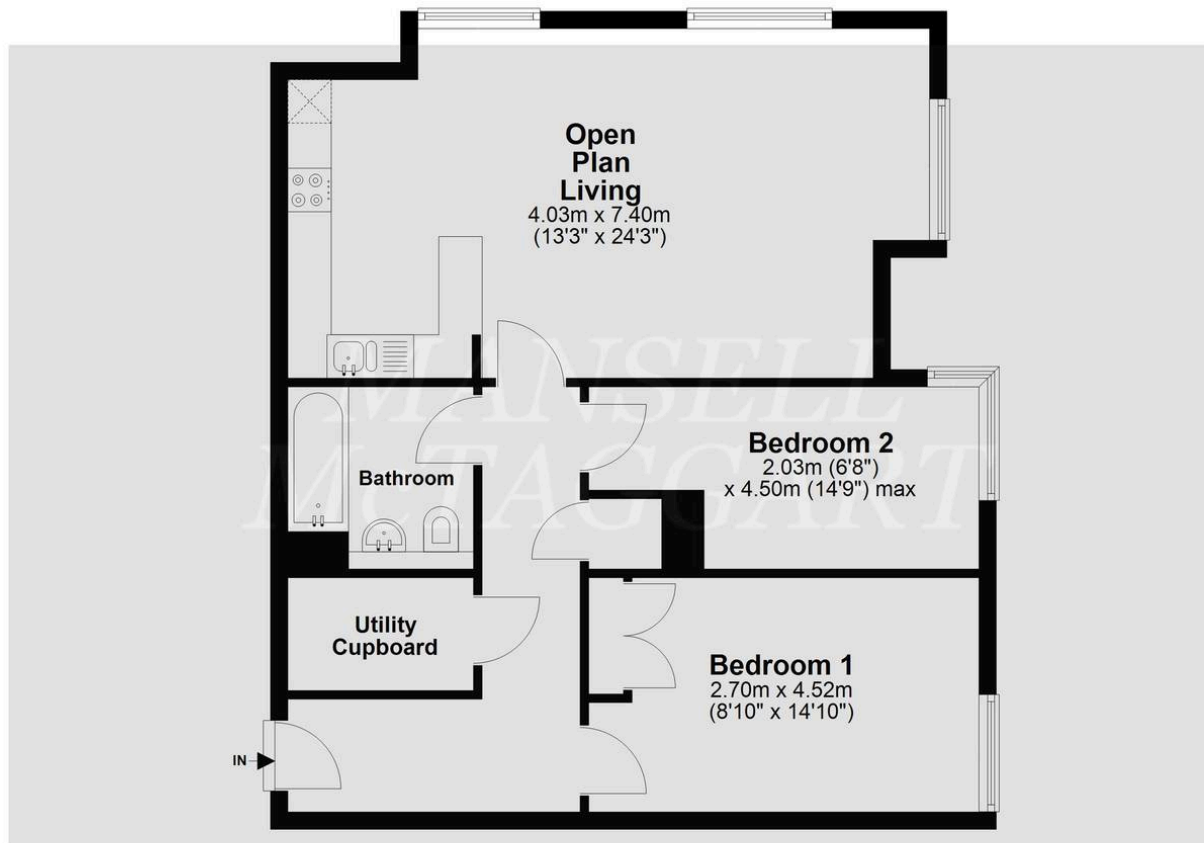 Open
Plan
Living
4.03m x 7.40m
(13'3" x 24'3")
MANSELL
McTAGGART
Bedroom 2
2.03m (6'8")
x 4.50m (14'9") max
Bathroom
Utility
Cupboard
Bedroom 1
2.70m x 4.52m
(8'10" x 14'10")
IN